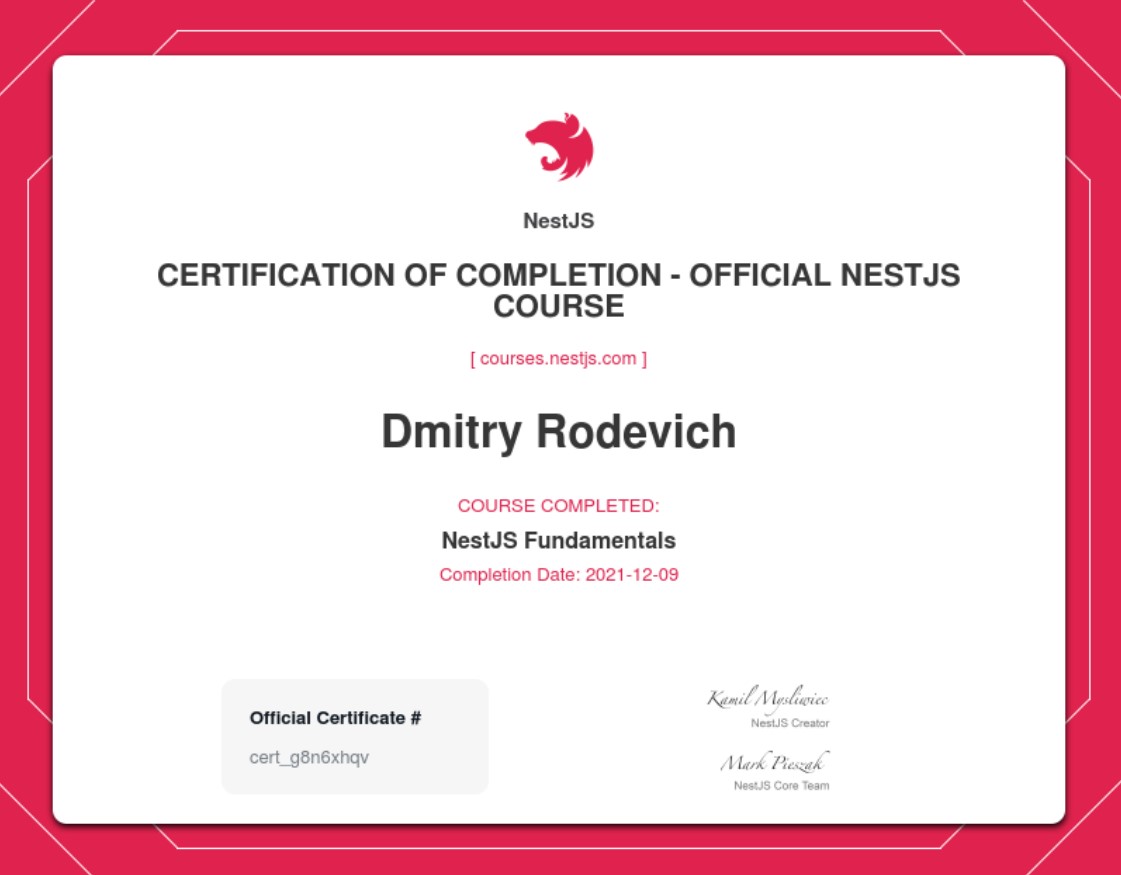 NestJS
CERTIFICATION OF COMPLETION - OFFICIAL NESTJS
COURSE
[ courses.nestjs.com ]
Dmitry Rodevich
COURSE COMPLETED:
NestJS Fundamentals
Completion Date: 2021-12-09
Official Certificate #
cert_g8n6xhqv
Kamil Mysliwiec
NestJS Creator
Mark Pieszak
NestJS Core Team